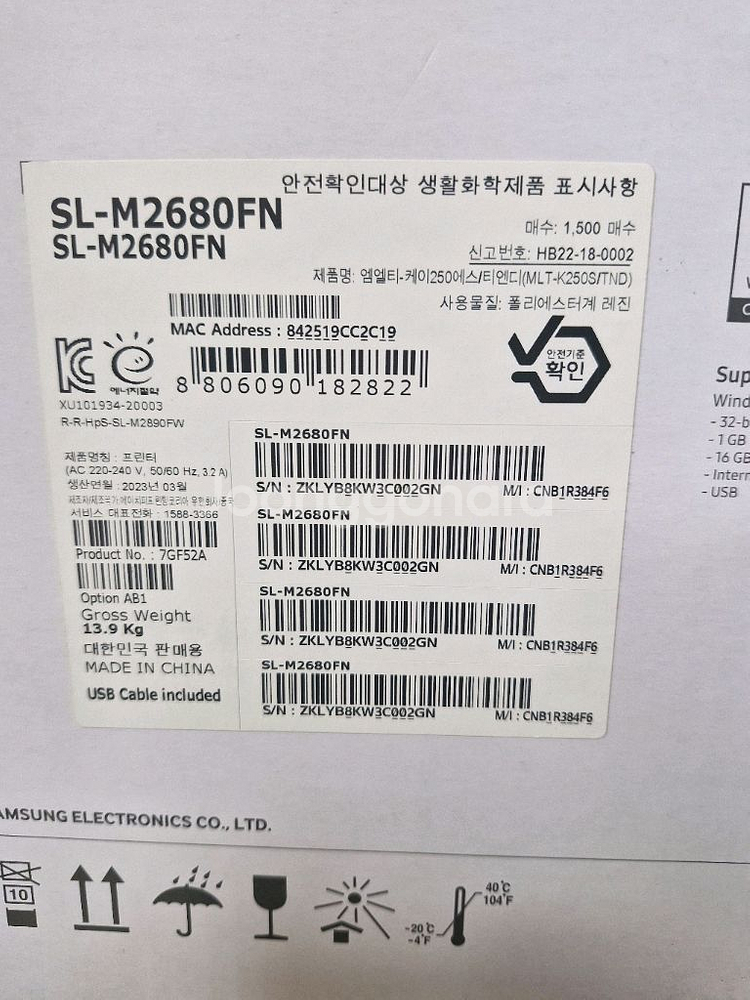 안전확인대상 생활화학제품 표시사항
SL-M2680FN
SL-M2680FN
매수: 1,500 매수
신고번호: HB22-18-0002
제품명: 엠엘티-케이250에스/티엔디(MLT-K250S/TND)
사용물질: 폴리에스터계 레진
MAC Address : 842519CC2C19
안전기준
확인
에너지절약
8 806090 182822
XU101934-20003
R-R-HpS-SL-M2890FW
제품명칭 : 프린터
(AC 220-240 V, 50/60 Hz, 3.2 A)
생산연월 : 2023년 03월
서비스 대표전화 : 1588-3366
Product No. : 7GF52A
Option AB1
Gross Weight
13.9 Kg
대한민국 판매용
MADE IN CHINA
USB Cable included
SL-M2680FN
S/N : ZKLYB8KW3C002GN M/I : CNB1R384F6
SL-M2680FN
S/N : ZKLYB8KW3C002GN M/I : CNB1R384F6
SL-M2680FN
S/N : ZKLYB8KW3C002GN M/I : CNB1R384F6
SL-M2680FN
S/N : ZKLYB8KW3C002GN M/I : CNB1R384F6
Sup
Wind
- 32-b
- 1 GB
- 16 GB
- Intern
- USB
AMSUNG ELECTRONICS CO., LTD.
10
40℃
104℉
-20℃
-4℉